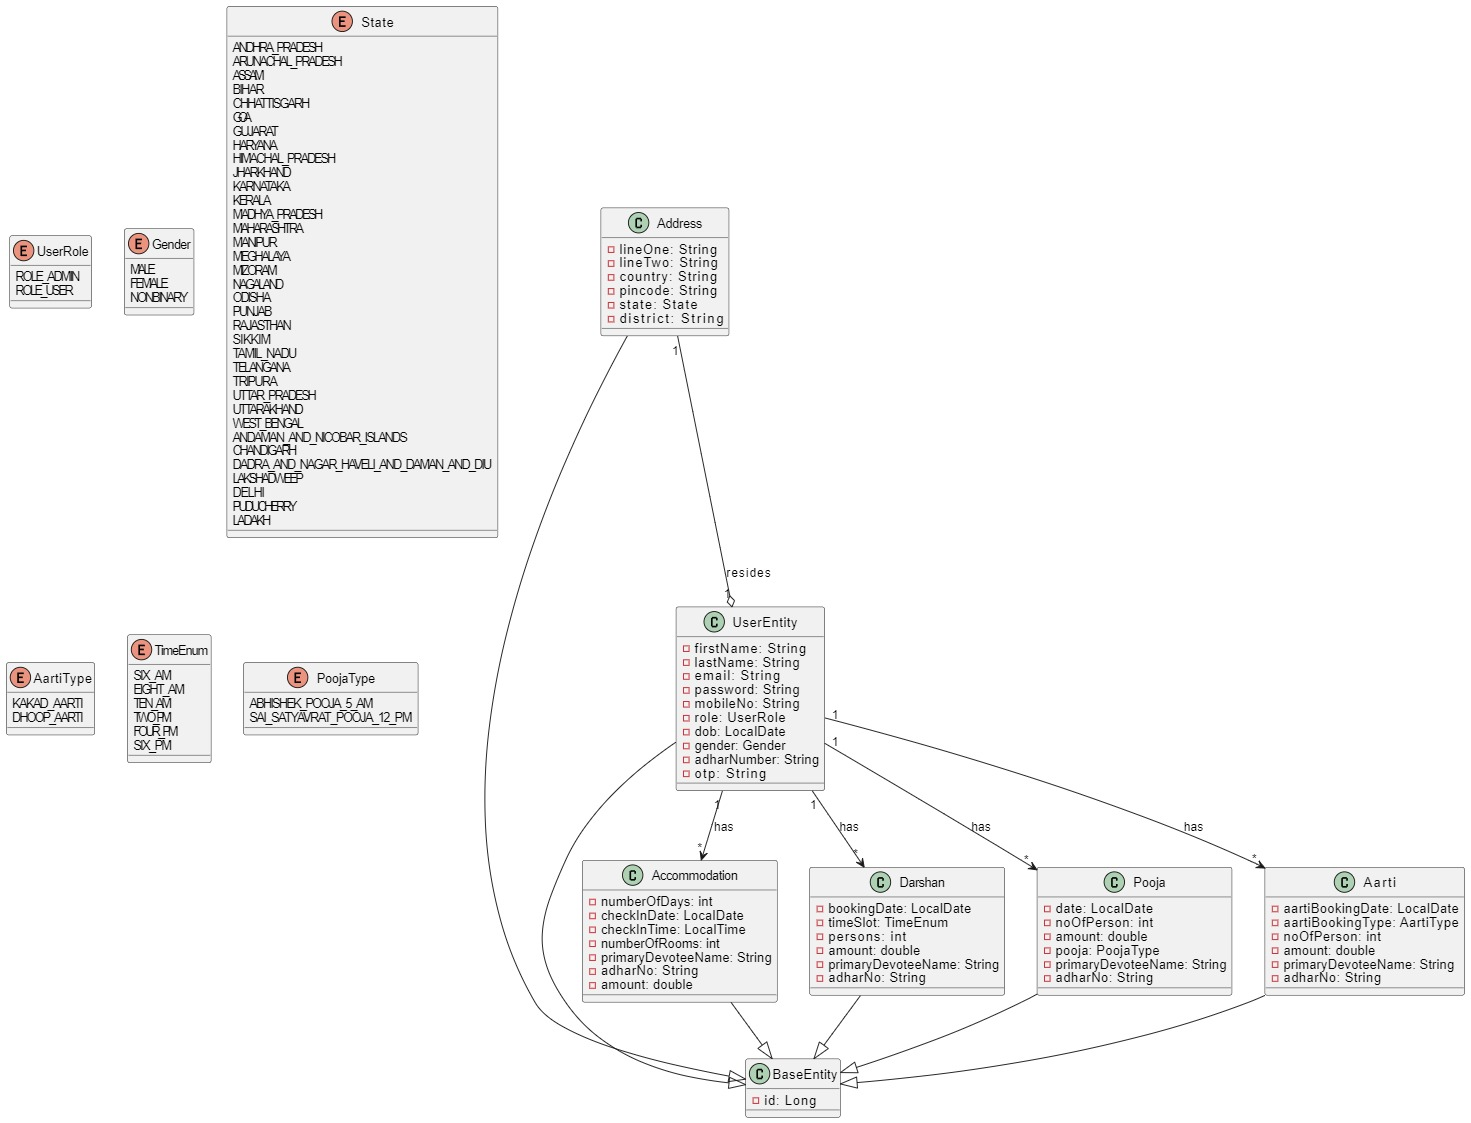 E State
ANDHRA_PRADESH
ARUNACHAL_PRADESH
ASSAM
BIHAR
CHHATTISGARH
GOA
GUJARAT
HARYANA
HIMACHAL_PRADESH
JHARKHAND
KARNATAKA
KERALA
MADHYA_PRADESH
MAHARASHTRA
MANIPUR
MEGHALAYA
MIZORAM
NAGALAND
ODISHA
PUNJAB
RAJASTHAN
SIKKIM
TAMIL_NADU
TELANGANA
TRIPURA
UTTAR_PRADESH
UTTARAKHAND
WEST_BENGAL
ANDAMAN_AND_NICOBAR_ISLANDS
CHANDIGARH
DADRA_AND_NAGAR_HAVELI_AND_DAMAN_AND_DIU
LAKSHADWEEP
DELHI
PUDUCHERRY
LADAKH
E UserRole
ROLE_ADMIN
ROLE_USER
E Gender
MALE
FEMALE
NONBINARY
C Address
lineOne: String
lineTwo: String
country: String
pincode: String
state: State
district: String
1
resides
1
E AartiType
KAKAD_AARTI
DHOOP_AARTI
E TimeEnum
SIX_AM
EIGHT_AM
TEN_AM
TWO_PM
FOUR_PM
SIX_PM
E PoojaType
ABHISHEK_POOJA_5_AM
SAI_SATYAVRAT_POOJA_12_PM
C UserEntity
firstName: String
lastName: String
email: String
password: String
mobileNo: String
role: UserRole
dob: LocalDate
gender: Gender
adharNumber: String
otp: String
1
1
1
1
has
has
has
has
*
*
*
*
C Accommodation
numberOfDays: int
checkInDate: LocalDate
checkInTime: LocalTime
numberOfRooms: int
primaryDevoteeName: String
adharNo: String
amount: double
C Darshan
bookingDate: LocalDate
timeSlot: TimeEnum
persons: int
amount: double
primaryDevoteeName: String
adharNo: String
C Pooja
date: LocalDate
noOfPerson: int
amount: double
pooja: PoojaType
primaryDevoteeName: String
adharNo: String
C Aarti
aartiBookingDate: LocalDate
aartiBookingType: AartiType
noOfPerson: int
amount: double
primaryDevoteeName: String
adharNo: String
C BaseEntity
id: Long